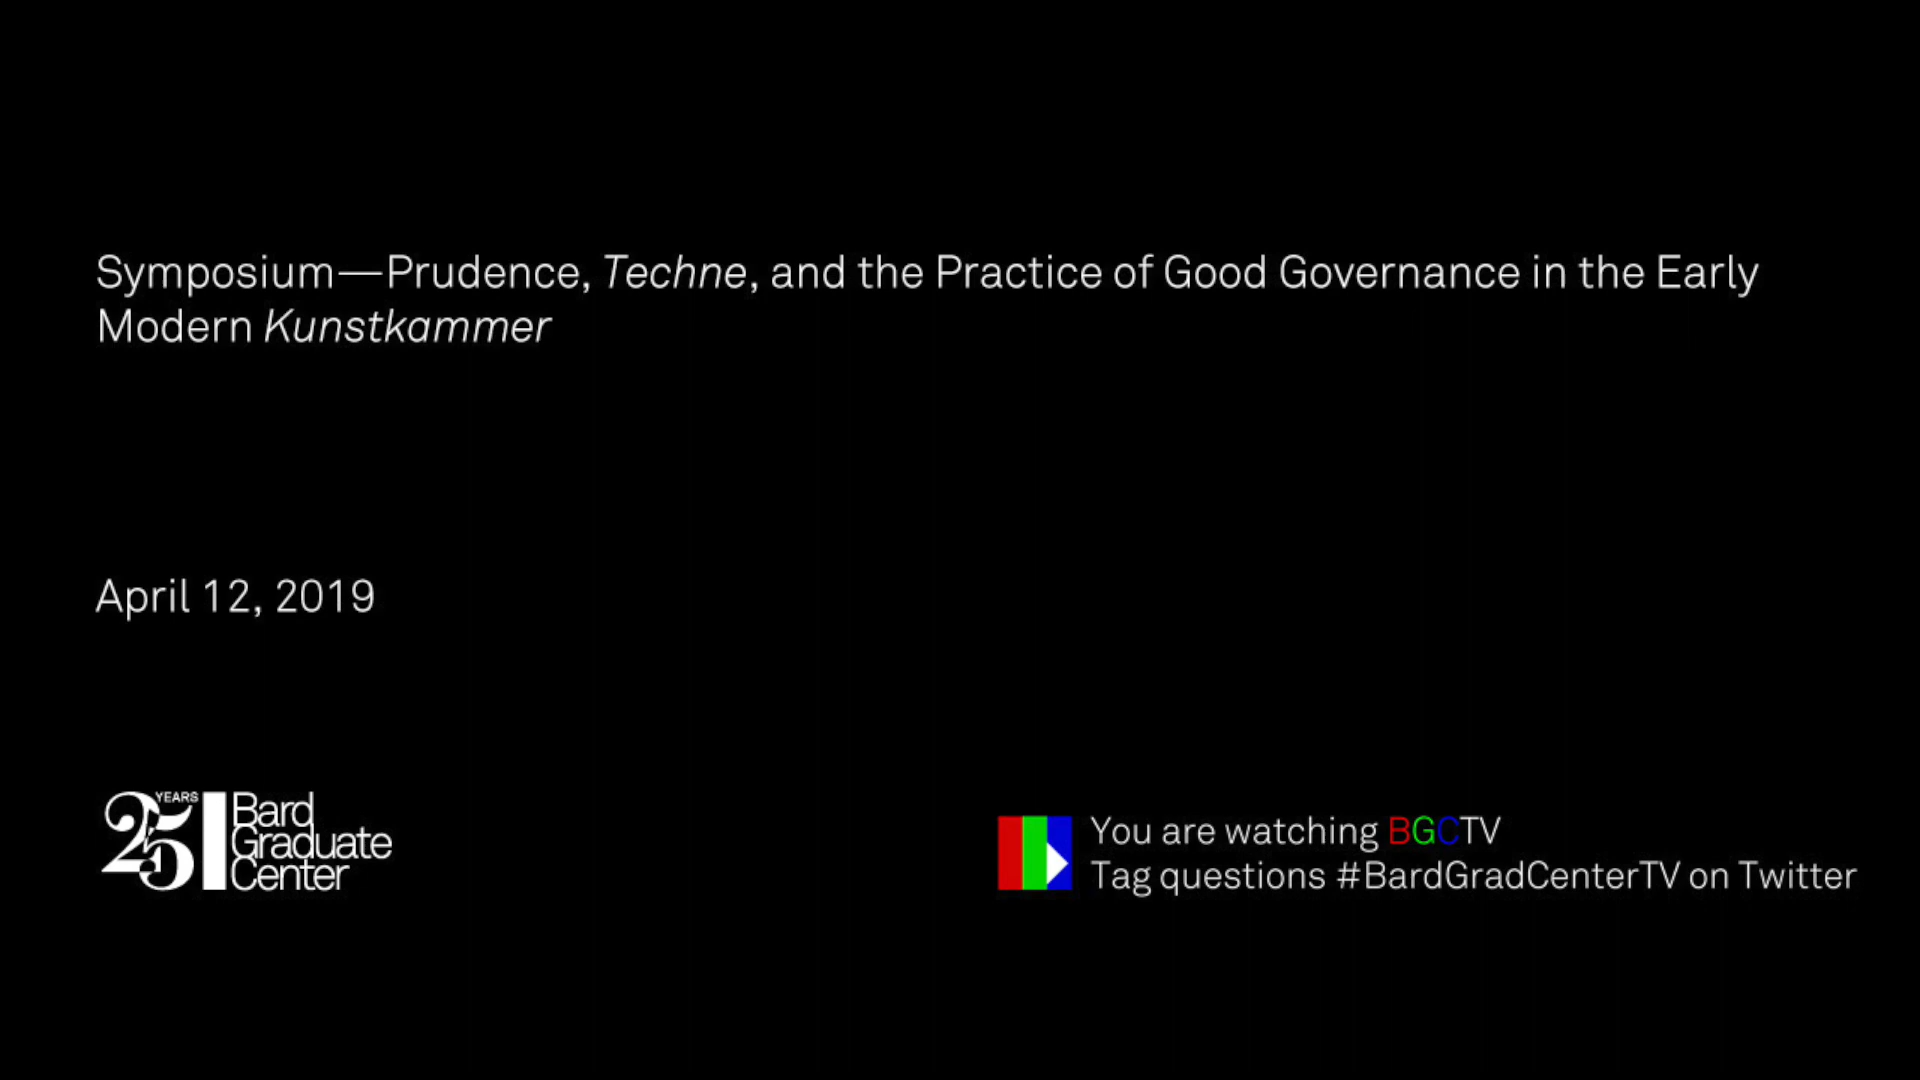 Symposium—Prudence, Techne, and the Practice of Good Governance in the Early
Modern Kunstkammer
April 12, 2019
25 YEARS
Bard
Graduate
Center
You are watching BGCTV
Tag questions #BardGradCenterTV on Twitter